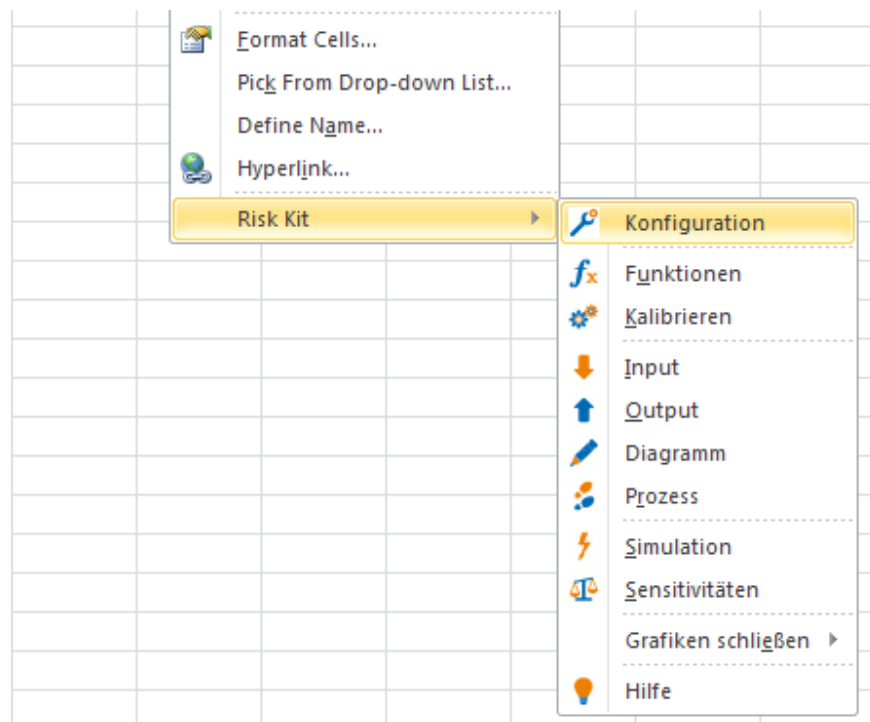 Format Cells...
Pick From Drop-down List...
Define Name...
Hyperlink...
Risk Kit
Konfiguration
Funktionen
Kalibrieren
Input
Output
Diagramm
Prozess
Simulation
Sensitivitäten
Grafiken schließen
Hilfe